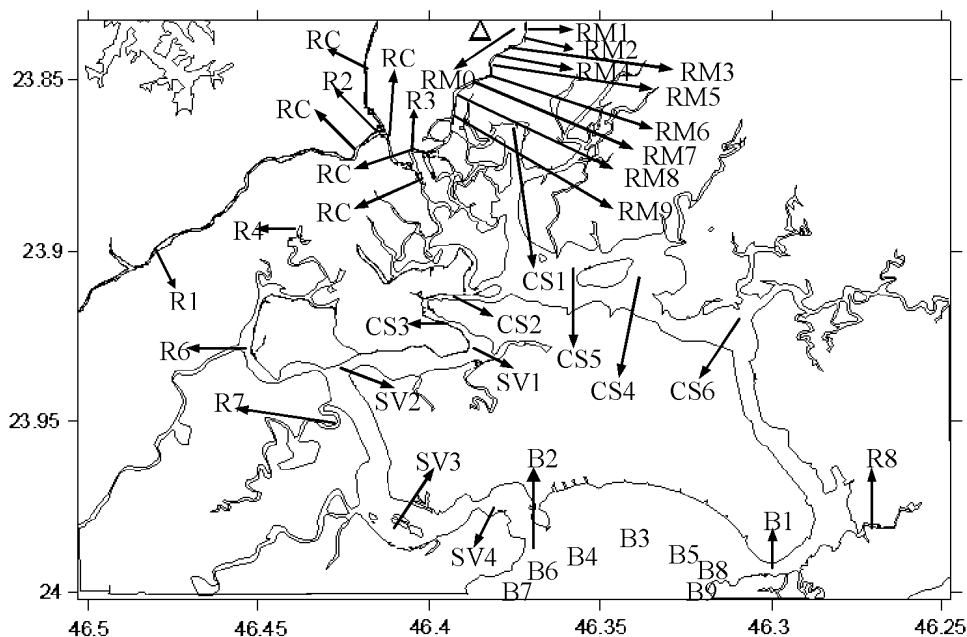 RM1
RC
RM2
RC
RM1
RM3
23.85
R2
RM0
RM5
R3
RC
RM6
RM7
RC
RM8
RC
RM9
R4
23.9
CS1
R1
CS3
CS2
R6
CS5
SV1
CS4
CS6
SV2
R7
23.95
SV3
B2
R8
B1
B3
SV4
B4
B5
B6
B8
24
B7
B9
46.5
46.45
46.4
46.35
46.3
46.25